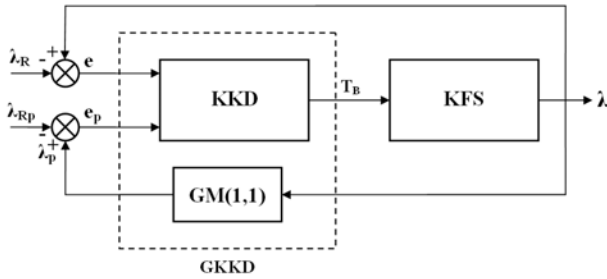 λR - +
e
KKD
TB
KFS
λ
λRp
ep
-
λp +
GM(1,1)
GKKD